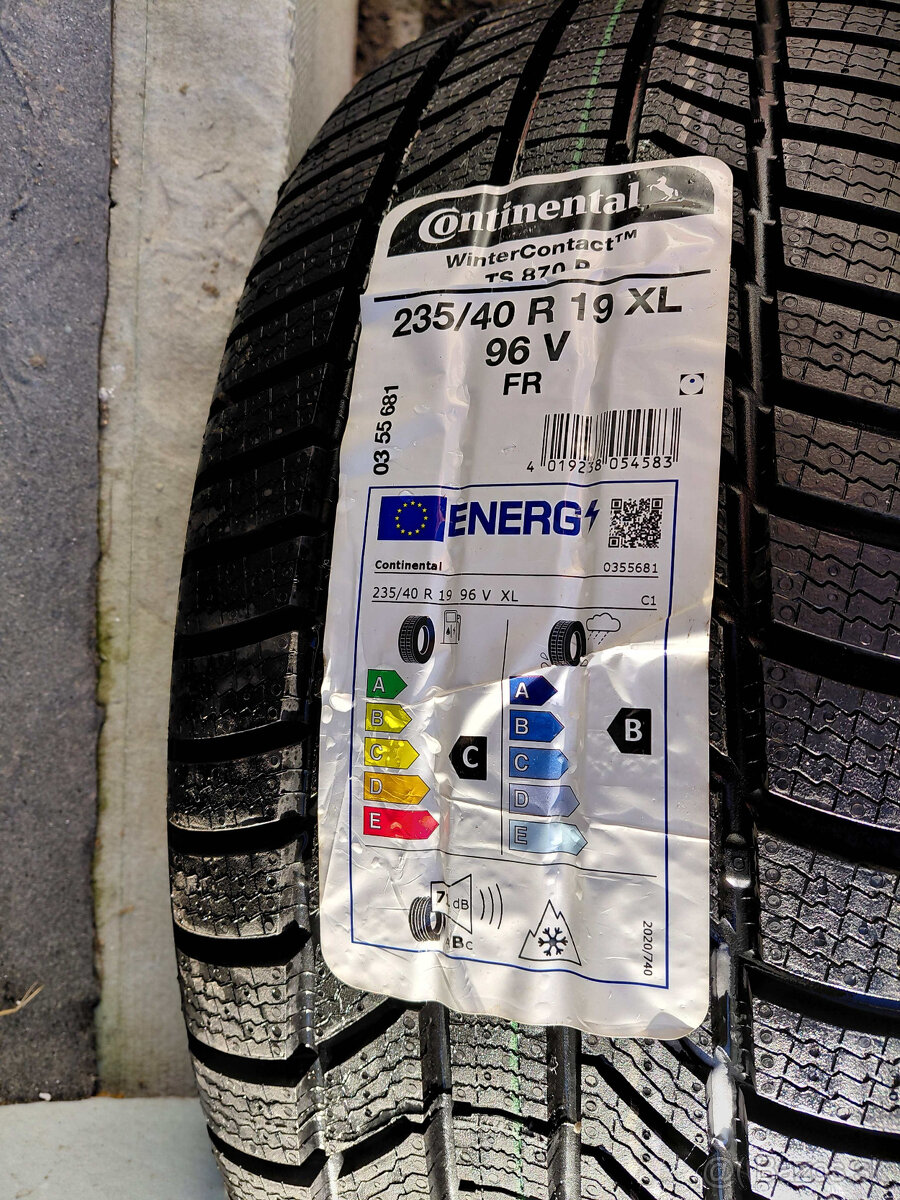 Continental
WinterContact™
TS 870 P
235/40 R 19 XL
96 V
FR
03 55 681
4 019238 054583
ENERG
Continental 0355681
235/40 R 19 96 V XL C1
A
B
C
D
E
C
A
B
C
D
E
B
dB
ABC
2020/740